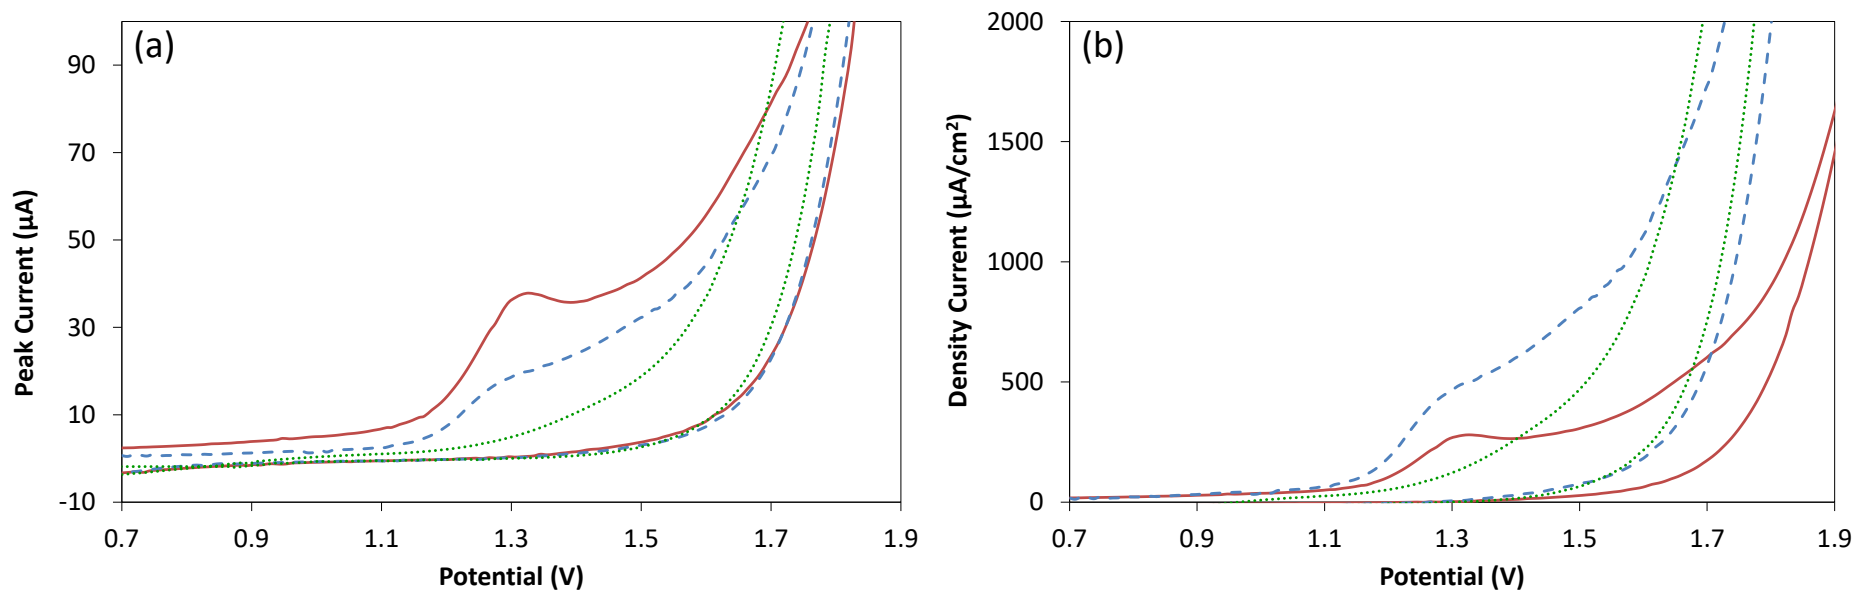 (a)
90
70
50
30
10
-10
0.7 0.9 1.1 1.3 1.5 1.7 1.9
Peak Current (µA)
Potential (V)
(b)
2000
1500
1000
500
0
0.7 0.9 1.1 1.3 1.5 1.7 1.9
Density Current (µA/cm²)
Potential (V)